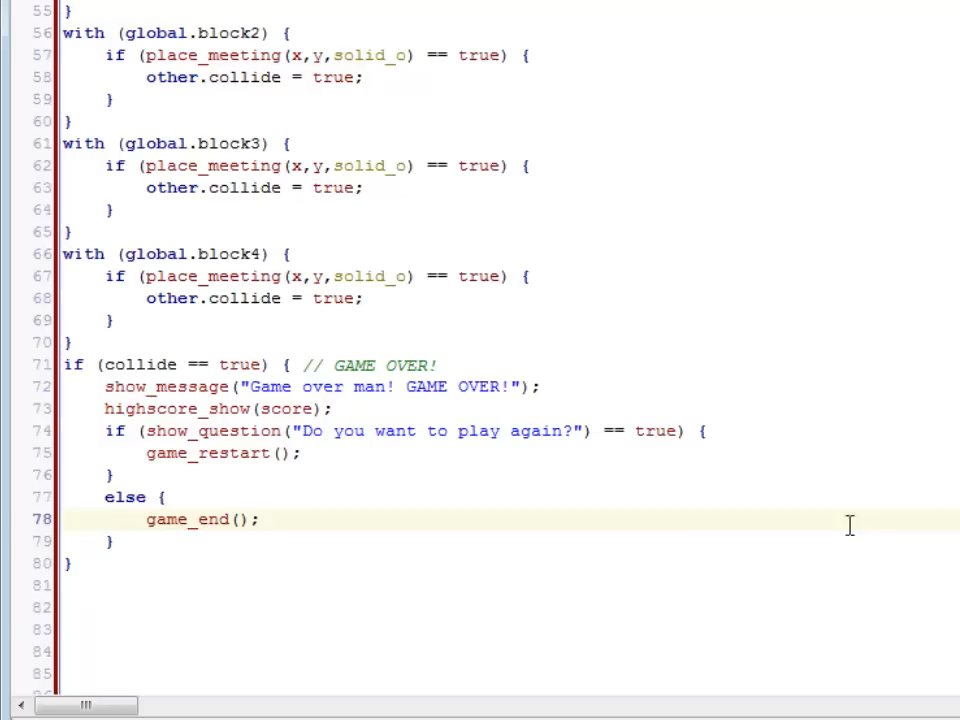 55 }
56 with (global.block2) {
57 if (place_meeting(x,y,solid_o) == true) {
58 other.collide = true;
59 }
60 }
61 with (global.block3) {
62 if (place_meeting(x,y,solid_o) == true) {
63 other.collide = true;
64 }
65 }
66 with (global.block4) {
67 if (place_meeting(x,y,solid_o) == true) {
68 other.collide = true;
69 }
70 }
71 if (collide == true) { // GAME OVER!
72 show_message("Game over man! GAME OVER!");
73 highscore_show(score);
74 if (show_question("Do you want to play again?") == true) {
75 game_restart();
76 }
77 else {
78 game_end();
79 }
80 }
81
82
83
84
85